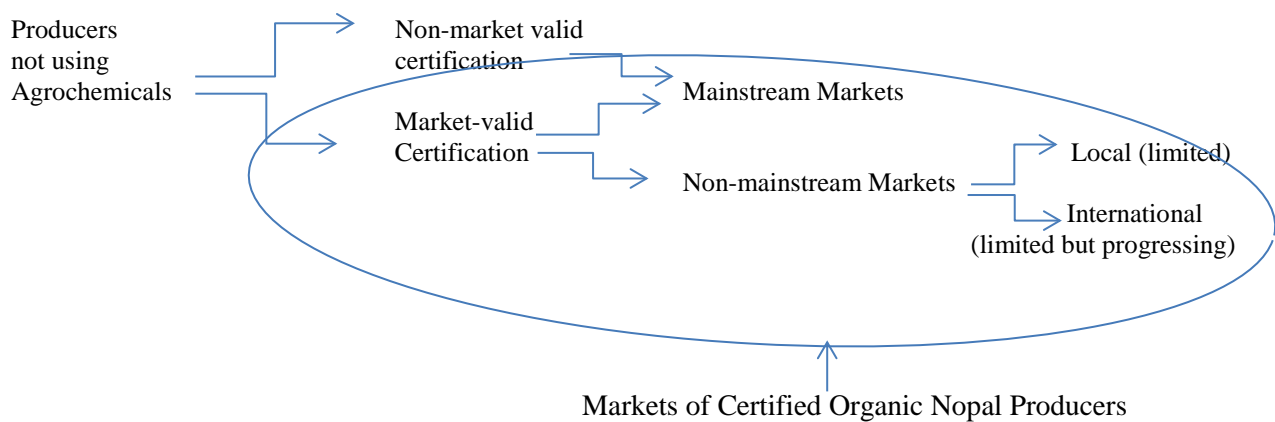 Producers
not using
Agrochemicals
Non-market valid
certification
Mainstream Markets
Market-valid
Certification
Non-mainstream Markets
Local (limited)
International
(limited but progressing)
Markets of Certified Organic Nopal Producers